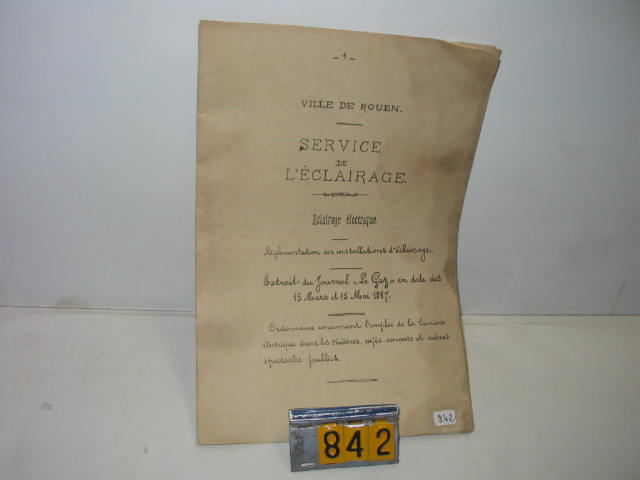 - 1 -
VILLE DE ROUEN.
SERVICE
DE
L'ÉCLAIRAGE.
Eclairage électrique.
Réglementation des installations d'éclairage.
Extrait du Journal "Le Gaz" en date des
15 Mars et 15 Mai 1887.
Ordonnance concernant l'emploi de la lumière
électrique dans les théâtres, cafés-concerts et autres
spectacles publics.
942
842